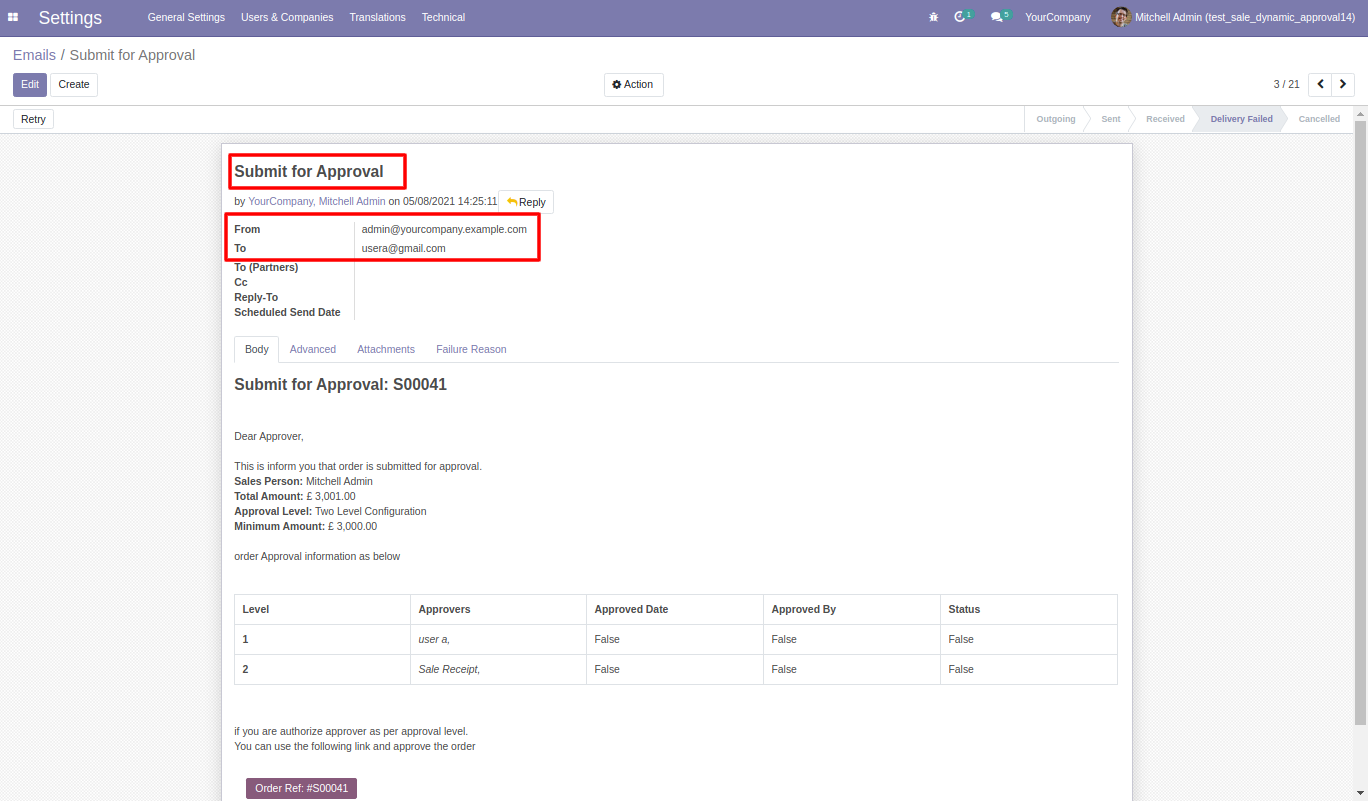 Settings General Settings Users & Companies Translations Technical 1 5 YourCompany Mitchell Admin (test_sale_dynamic_approval14)
Emails / Submit for Approval
Edit Create Action 3 / 21
Retry Outgoing Sent Received Delivery Failed Cancelled
Submit for Approval
by YourCompany, Mitchell Admin on 05/08/2021 14:25:11 Reply
From admin@yourcompany.example.com
To usera@gmail.com
To (Partners)
Cc
Reply-To
Scheduled Send Date
Body Advanced Attachments Failure Reason
Submit for Approval: S00041
Dear Approver,
This is inform you that order is submitted for approval.
Sales Person: Mitchell Admin
Total Amount: £ 3,001.00
Approval Level: Two Level Configuration
Minimum Amount: £ 3,000.00
order Approval information as below
Level Approvers Approved Date Approved By Status
1 user a, False False False
2 Sale Receipt, False False False
if you are authorize approver as per approval level.
You can use the following link and approve the order
Order Ref: #S00041